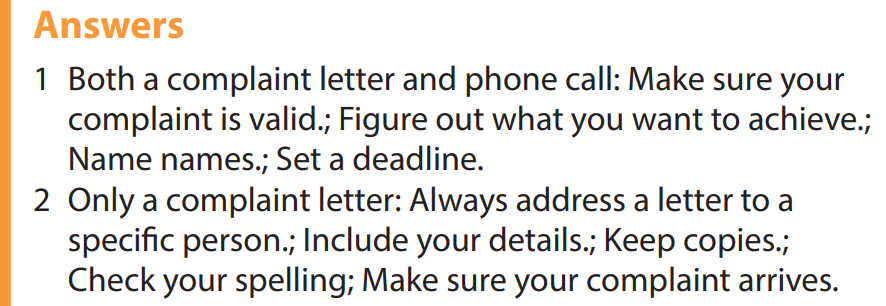 Answers
1 Both a complaint letter and phone call: Make sure your
complaint is valid.; Figure out what you want to achieve.;
Name names.; Set a deadline.
2 Only a complaint letter: Always address a letter to a
specific person.; Include your details.; Keep copies.;
Check your spelling; Make sure your complaint arrives.